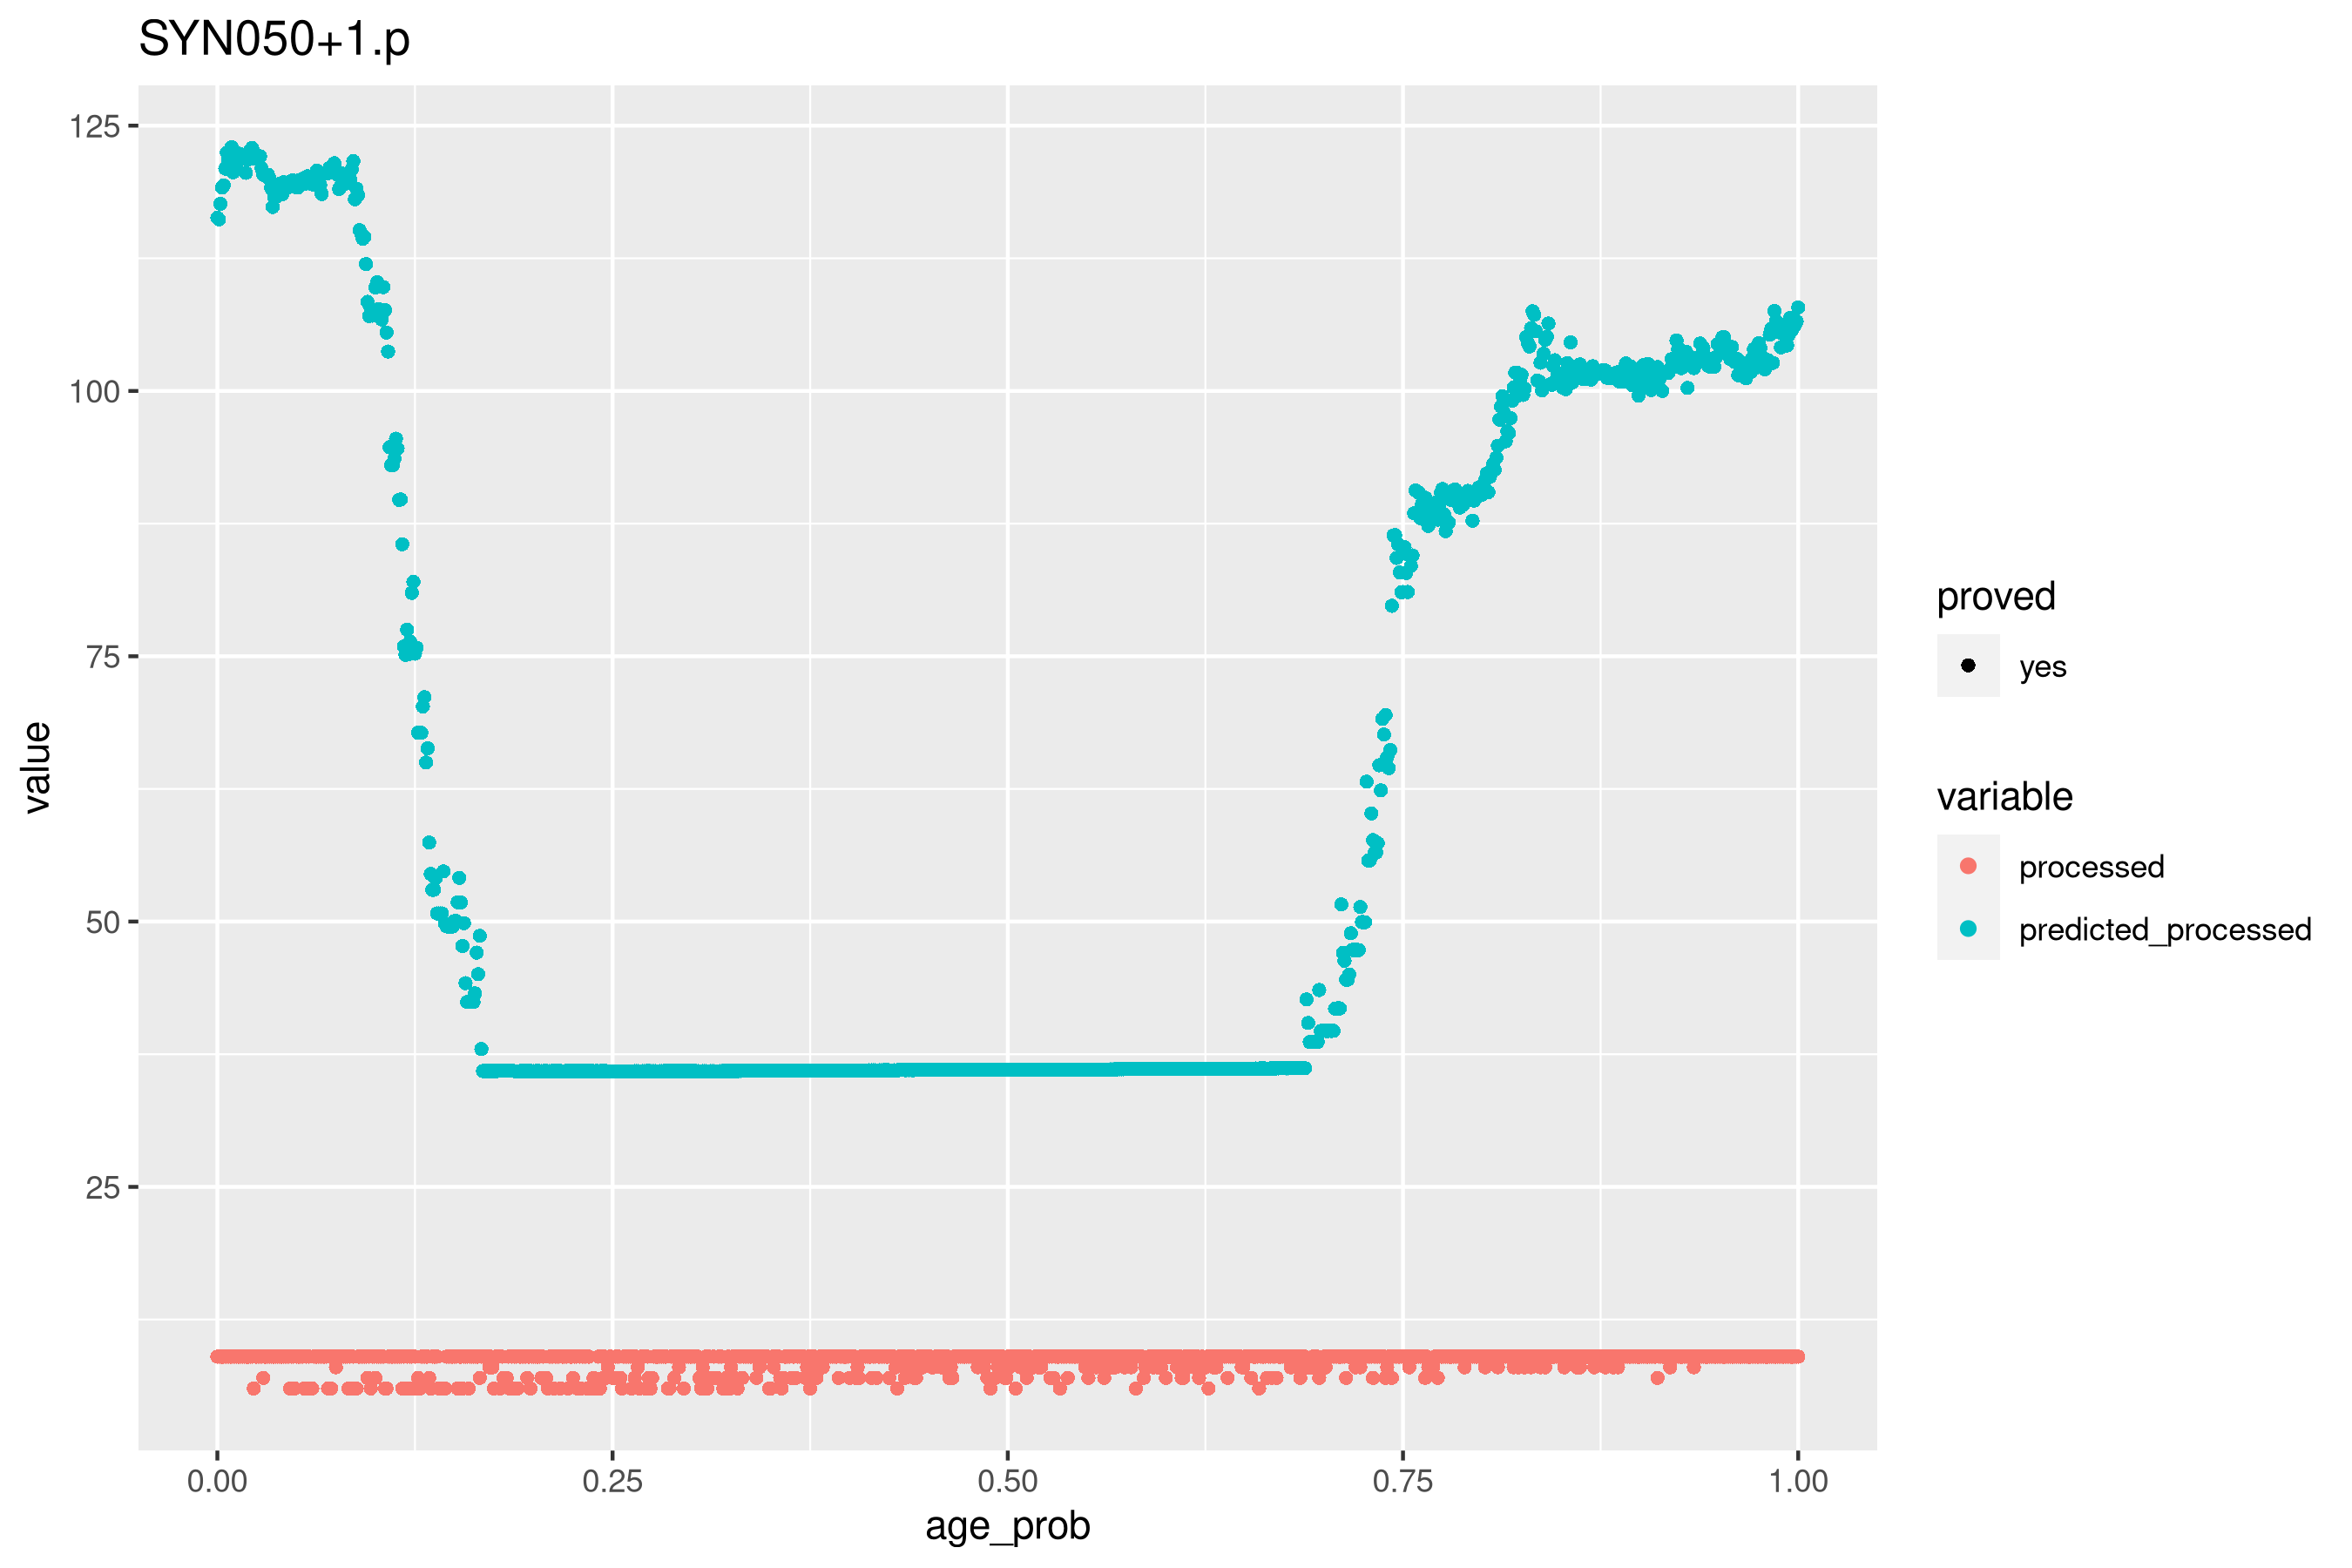 SYN050+1.p
125
100
75
50
25
value
0.00
0.25
0.50
0.75
1.00
age_prob
proved
yes
variable
processed
predicted_processed